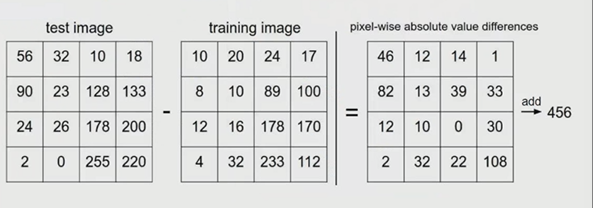 test image training image pixel-wise absolute value differences
56 32 10 18 10 20 24 17 46 12 14 1
90 23 128 133 8 10 89 100 82 13 39 33
- = add 456
24 26 178 200 12 16 178 170 12 10 0 30
2 0 255 220 4 32 233 112 2 32 22 108